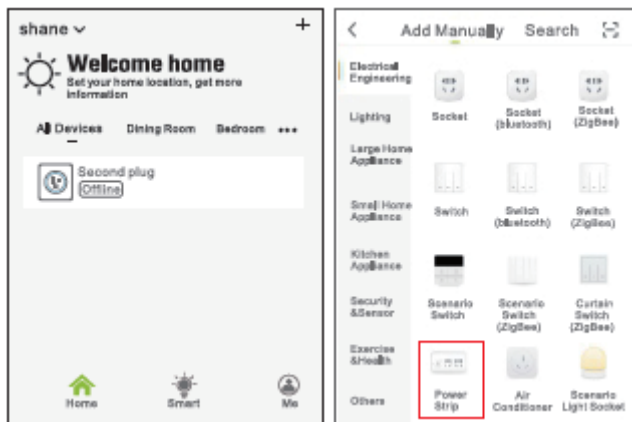 shane
+
Welcome home
Set your home location, get more
information
All Devices Dining Room Bedroom •••
Second plug
Offline
Home Smart Me
Add Manually Search
Electrical
Engineering
Lighting
Large Home
Appliance
Small Home
Appliance
Kitchen
Appliance
Security
&Sensor
Exercise
&Health
Others
Socket
Socket
(bluetooth)
Socket
(ZigBee)
Switch
Switch
(bluetooth)
Switch
(ZigBee)
Scenario
Switch
Scenario
Switch
(ZigBee)
Curtain
Switch
(ZigBee)
Power
Strip
Air
Conditioner
Scenario
Light Socket